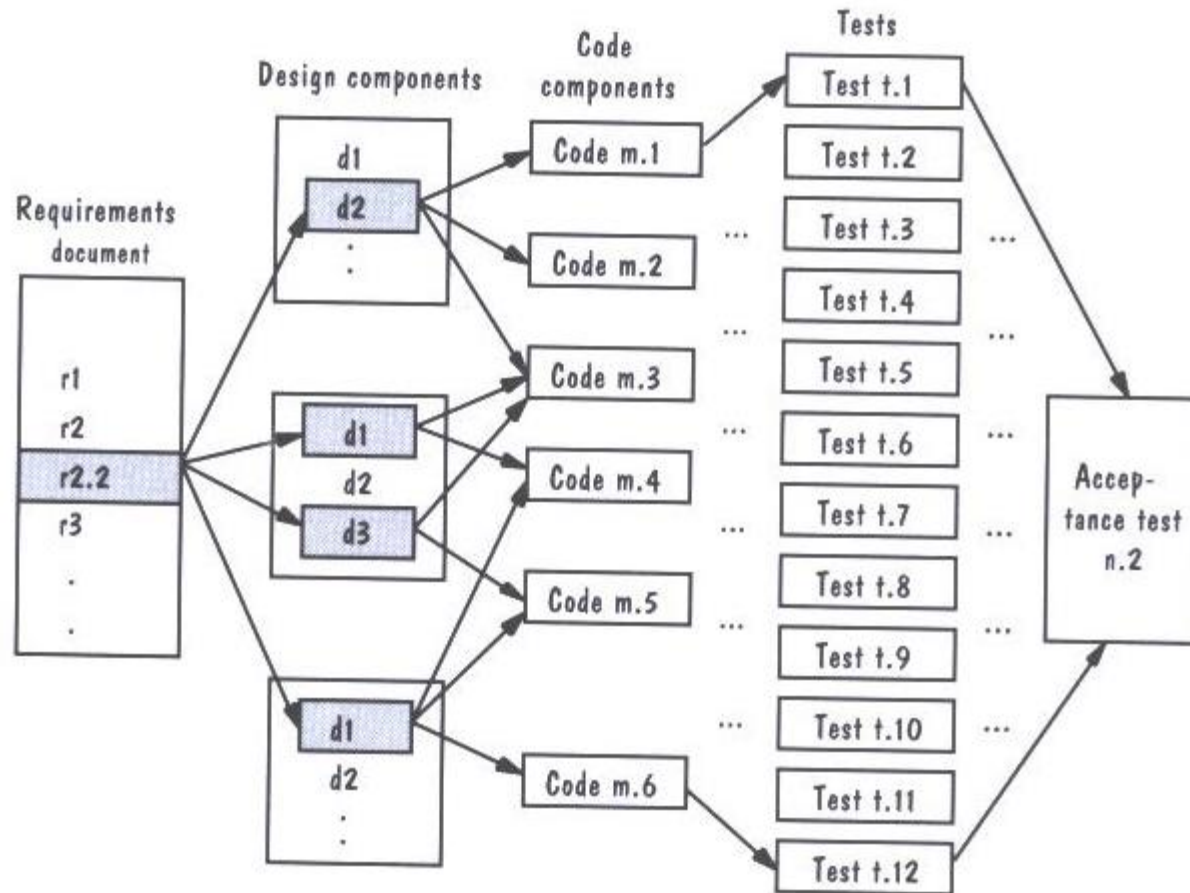 Tests
Code
components
Design components
Requirements
document
r1
r2
r2.2
r3
.
.
d1
d2
.
.
d1
d2
d3
d1
d2
.
.
Code m.1
Code m.2
Code m.3
Code m.4
Code m.5
Code m.6
...
...
...
...
...
...
Test t.1
Test t.2
Test t.3
Test t.4
Test t.5
Test t.6
Test t.7
Test t.8
Test t.9
Test t.10
Test t.11
Test t.12
...
...
...
...
...
...
Accep-
tance test
n.2